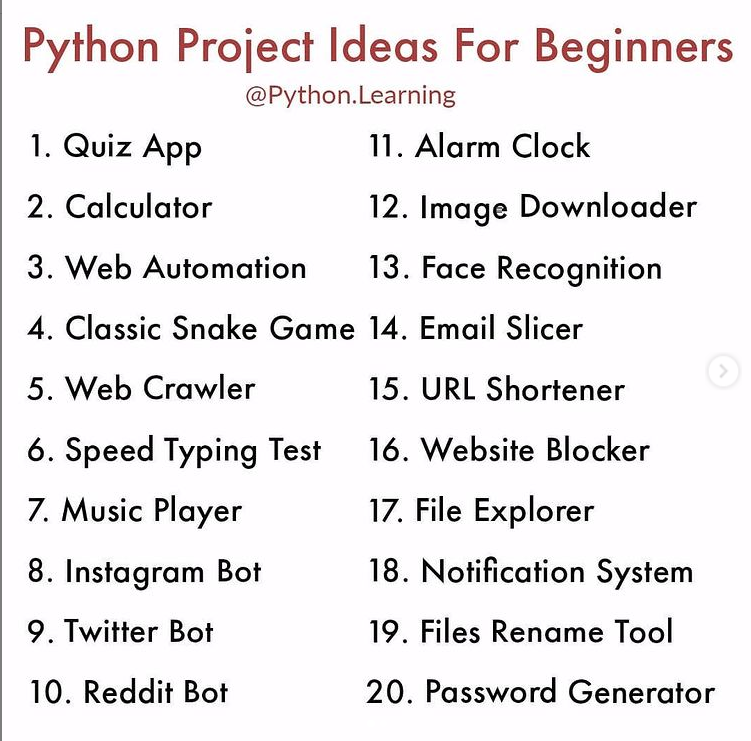 Python Project Ideas For Beginners
@Python.Learning
1. Quiz App
2. Calculator
3. Web Automation
4. Classic Snake Game
5. Web Crawler
6. Speed Typing Test
7. Music Player
8. Instagram Bot
9. Twitter Bot
10. Reddit Bot
11. Alarm Clock
12. Image Downloader
13. Face Recognition
14. Email Slicer
15. URL Shortener
16. Website Blocker
17. File Explorer
18. Notification System
19. Files Rename Tool
20. Password Generator